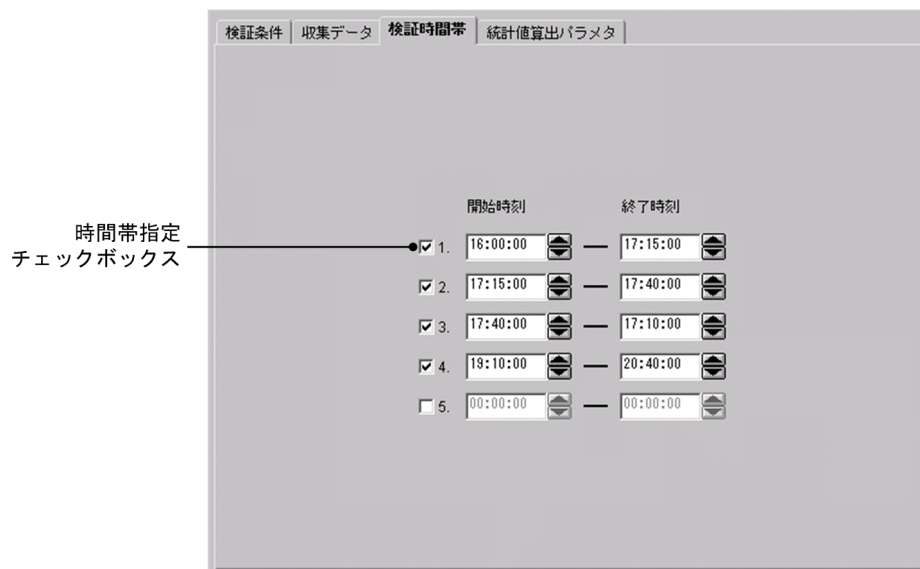 検証条件 収集データ 検証時間帯 統計値算出パラメタ
開始時刻 終了時刻
時間帯指定
チェックボックス
1. 16:00:00 — 17:15:00
2. 17:15:00 — 17:40:00
3. 17:40:00 — 17:10:00
4. 19:10:00 — 20:40:00
5. 00:00:00 — 00:00:00